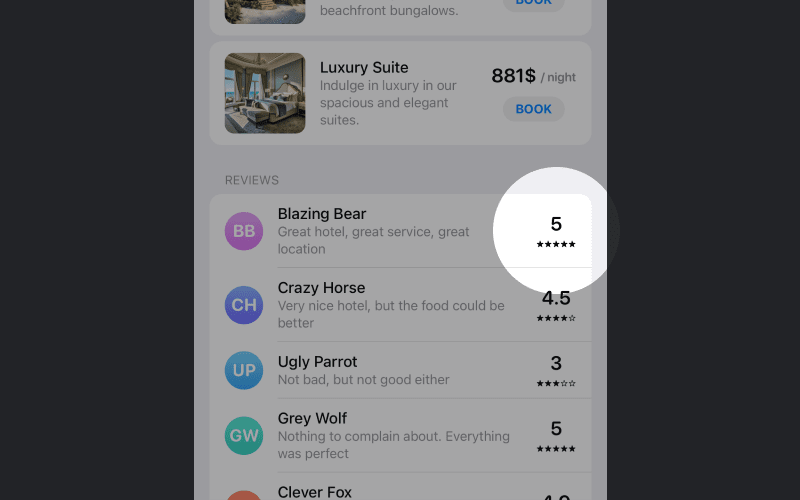 beachfront bungalows.
BOOK
Luxury Suite
Indulge in luxury in our
spacious and elegant
suites.
881$ / night
BOOK
REVIEWS
BB
Blazing Bear
Great hotel, great service, great
location
5
★★★★★
CH
Crazy Horse
Very nice hotel, but the food could be
better
4.5
★★★★☆
UP
Ugly Parrot
Not bad, but not good either
3
★★★☆☆
GW
Grey Wolf
Nothing to complain about. Everything
was perfect
5
★★★★★
Clever Fox